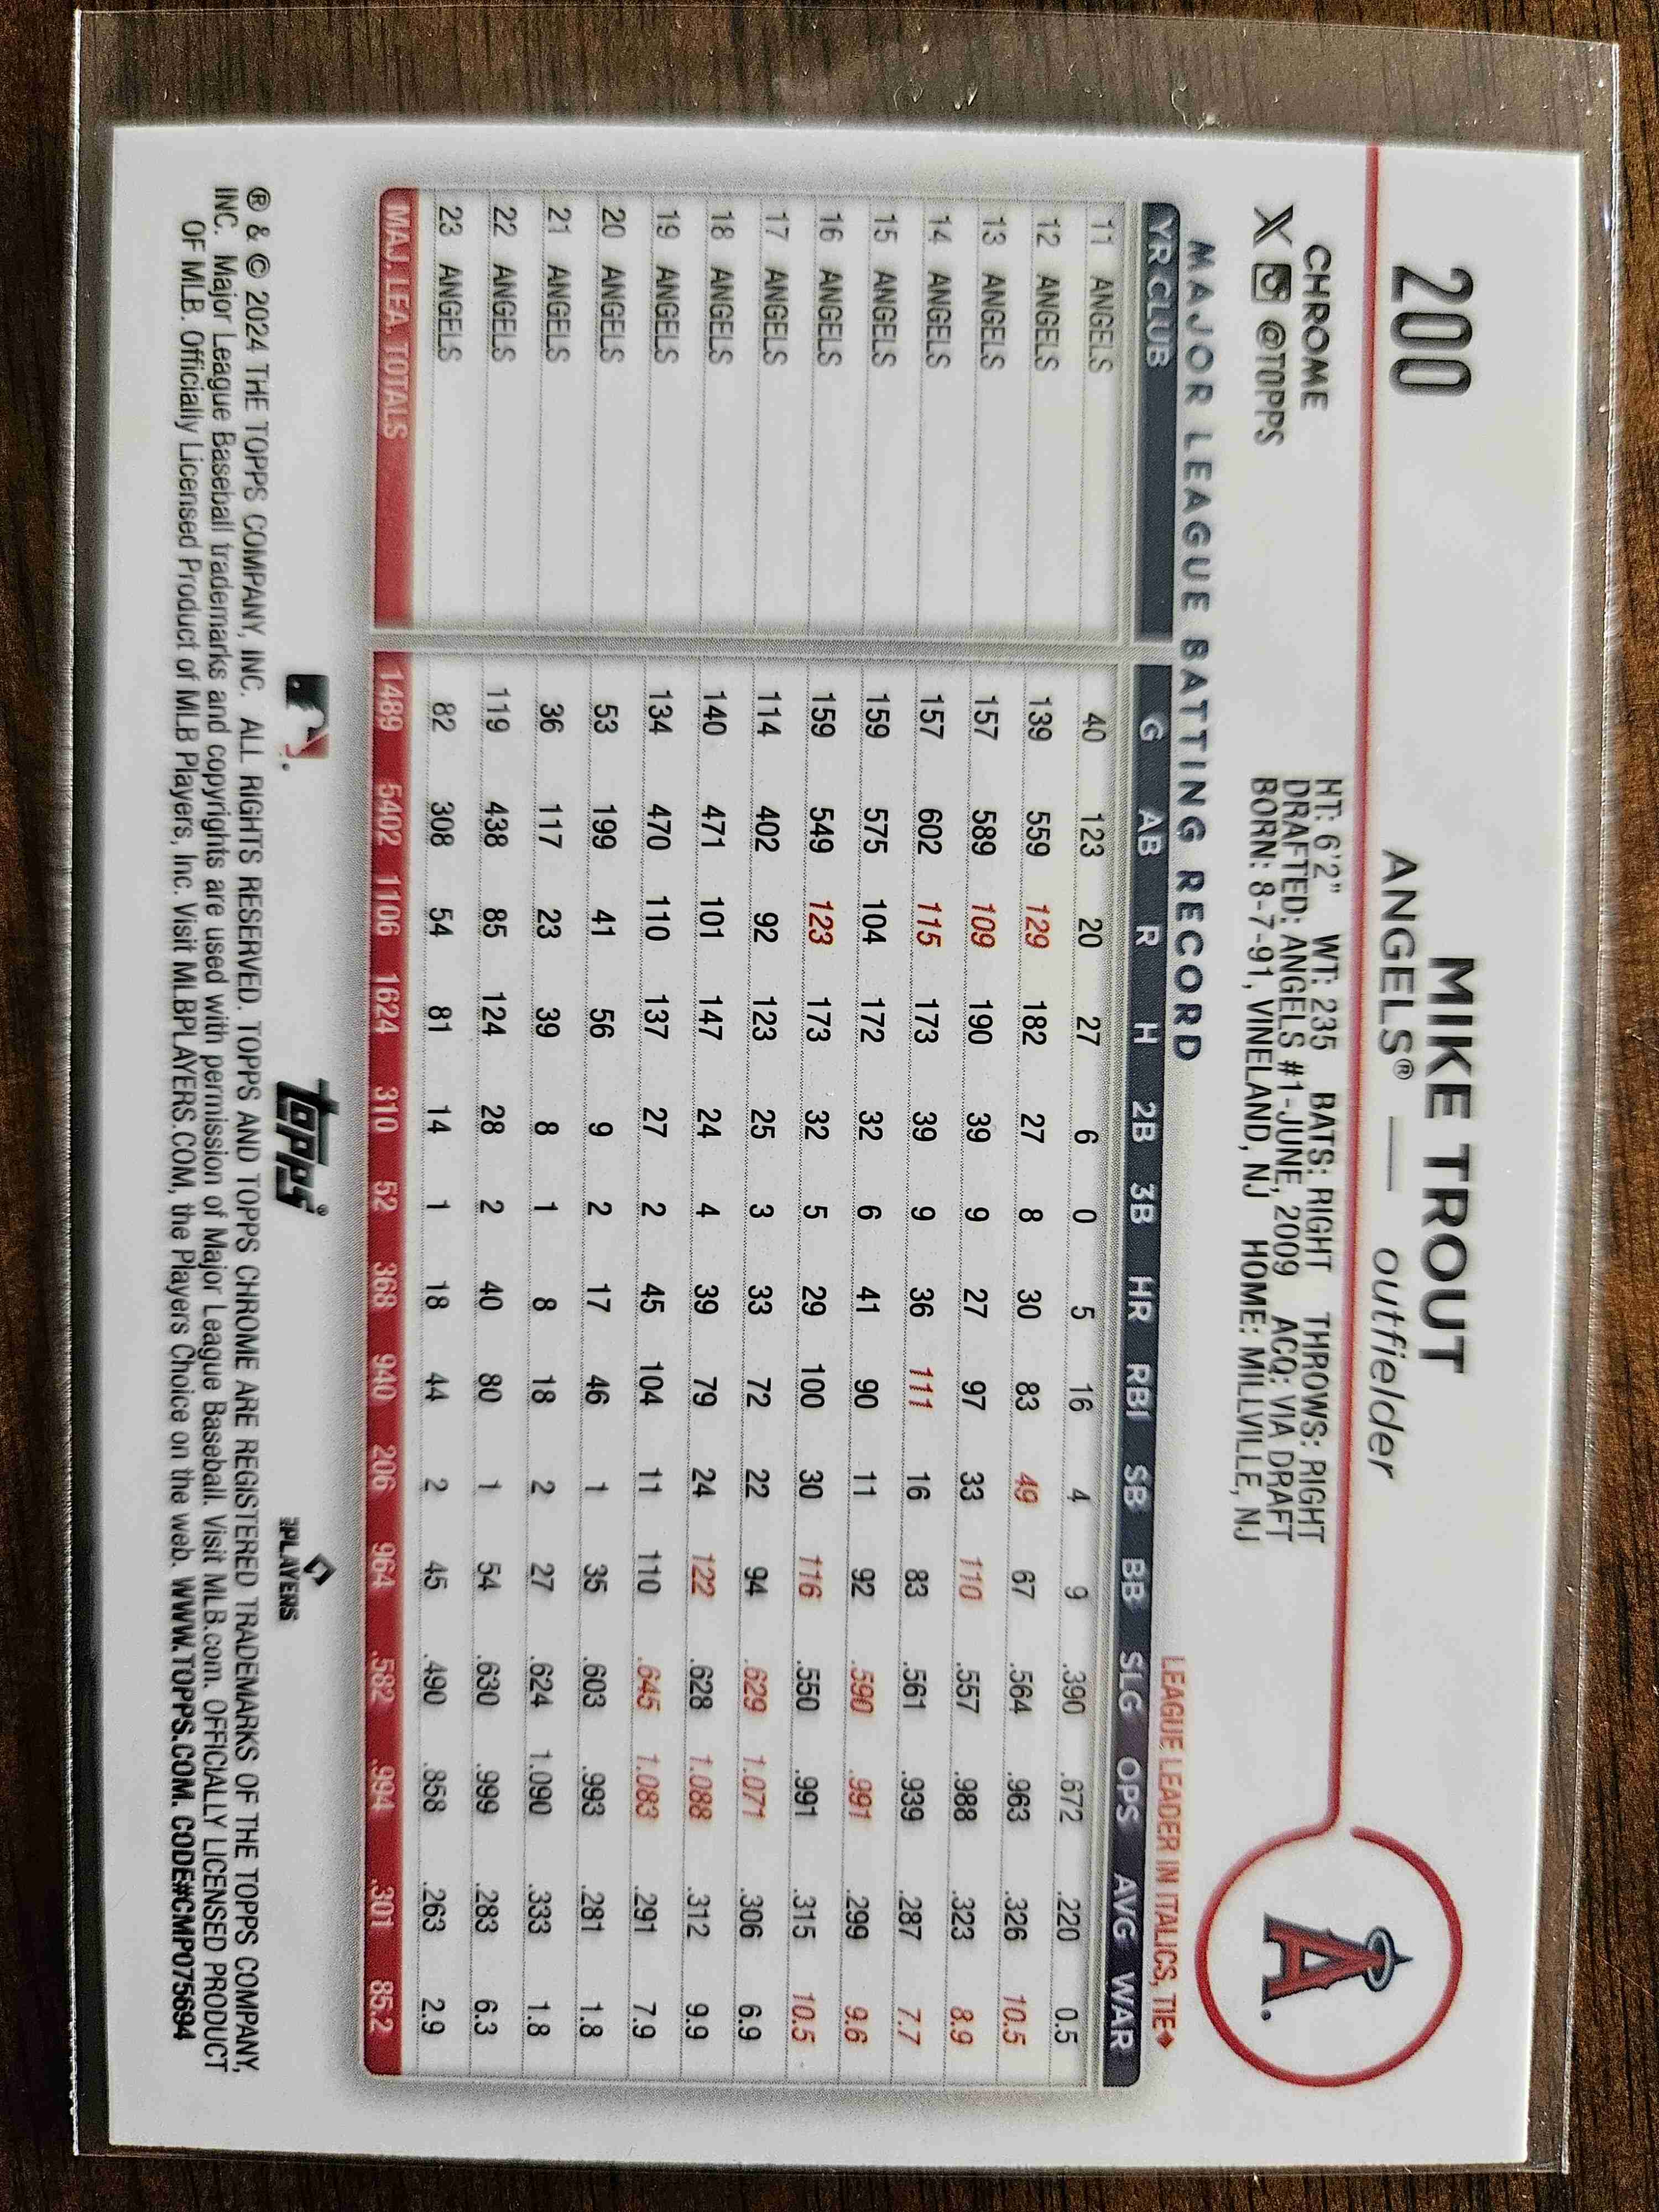 200
MIKE TROUT
ANGELS® — outfielder
CHROME
X @TOPPS
HT: 6'2" WT: 235 BATS: RIGHT THROWS: RIGHT
DRAFTED: ANGELS #1-JUNE, 2009 ACQ: VIA DRAFT
BORN: 8-7-91, VINELAND, NJ HOME: MILLVILLE, NJ
A
MAJOR LEAGUE BATTING RECORD
LEAGUE LEADER IN ITALICS, TIE♦
YR CLUB G AB R H 2B 3B HR RBI SB BB SLG OPS AVG WAR
11 ANGELS 40 123 20 27 6 0 5 16 4 9 .390 .672 .220 0.5
12 ANGELS 139 559 129 182 27 8 30 83 49 67 .564 .963 .326 10.5
13 ANGELS 157 589 109 190 39 9 27 97 33 110 .557 .988 .323 8.9
14 ANGELS 157 602 115 173 39 9 36 111 16 83 .561 .939 .287 7.7
15 ANGELS 159 575 104 172 32 6 41 90 11 92 .590 .991 .299 9.6
16 ANGELS 159 549 123 173 32 5 29 100 30 116 .550 .991 .315 10.5
17 ANGELS 114 402 92 123 25 3 33 72 22 94 .629 1.071 .306 6.9
18 ANGELS 140 471 101 147 24 4 39 79 24 122 .628 1.088 .312 9.9
19 ANGELS 134 470 110 137 27 2 45 104 11 110 .645 1.083 .291 7.9
20 ANGELS 53 199 41 56 9 2 17 46 1 35 .603 .993 .281 1.8
21 ANGELS 36 117 23 39 8 1 8 18 2 27 .624 1.090 .333 1.8
22 ANGELS 119 438 85 124 28 2 40 80 1 54 .630 .999 .283 6.3
23 ANGELS 82 308 54 81 14 1 18 44 2 45 .490 .858 .263 2.9
MAJ. LEA. TOTALS 1489 5402 1106 1624 310 52 368 940 206 964 .582 .994 .301 85.2
topps®
PLAYERS
® & © 2024 THE TOPPS COMPANY, INC. ALL RIGHTS RESERVED. TOPPS AND TOPPS CHROME ARE REGISTERED TRADEMARKS OF THE TOPPS COMPANY,
INC. Major League Baseball trademarks and copyrights are used with permission of Major League Baseball. Visit MLB.com. OFFICIALLY LICENSED PRODUCT
OF MLB. Officially Licensed Product of MLB Players, Inc. Visit MLBPLAYERS.COM, the Players Choice on the web. WWW.TOPPS.COM. CODE#CMP075694